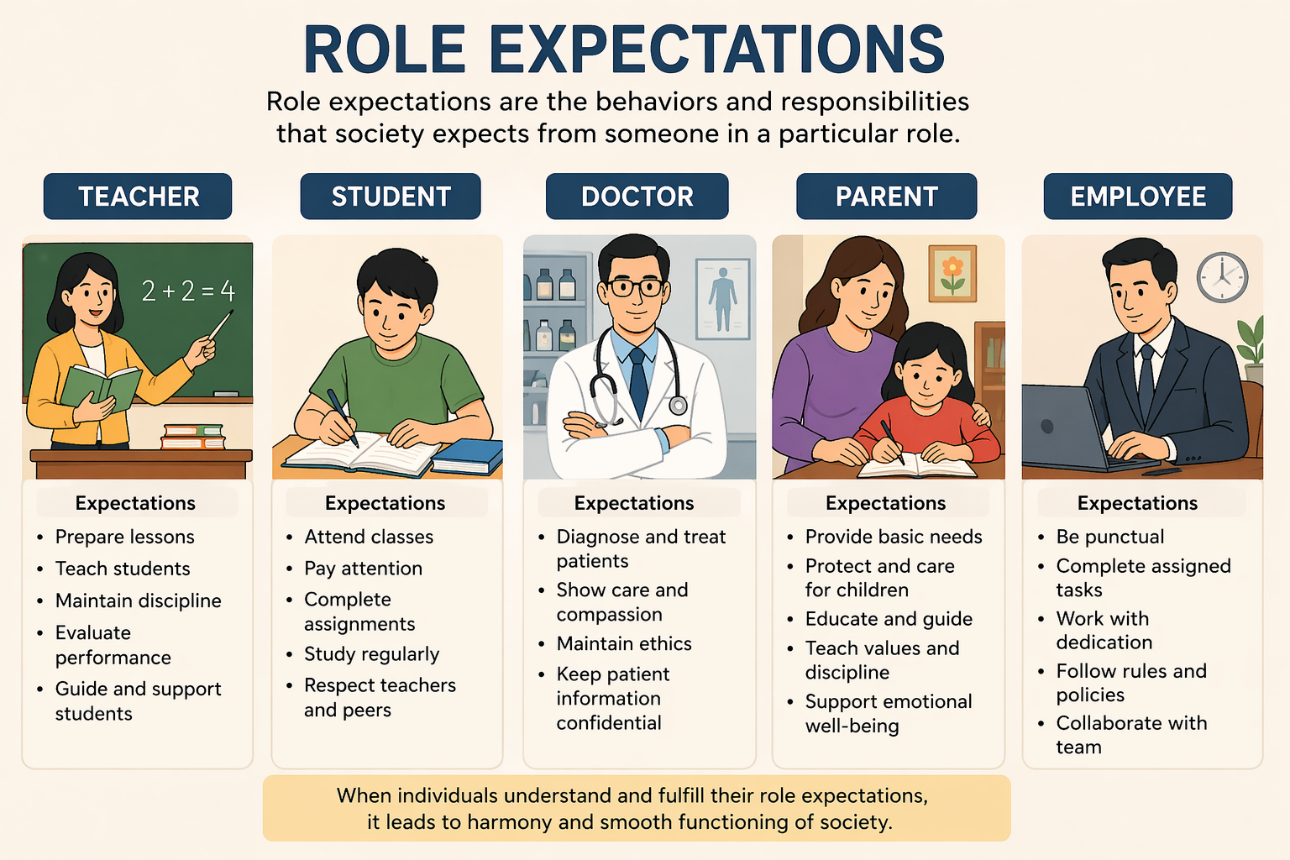 ROLE EXPECTATIONS
Role expectations are the behaviors and responsibilities
that society expects from someone in a particular role.
TEACHER
2 + 2 = 4
Expectations
• Prepare lessons
• Teach students
• Maintain discipline
• Evaluate
performance
• Guide and support
students
STUDENT
Expectations
• Attend classes
• Pay attention
• Complete
assignments
• Study regularly
• Respect teachers
and peers
DOCTOR
Expectations
• Diagnose and treat
patients
• Show care and
compassion
• Maintain ethics
• Keep patient
information
confidential
PARENT
Expectations
• Provide basic needs
• Protect and care
for children
• Educate and guide
• Teach values and
discipline
• Support emotional
well-being
EMPLOYEE
Expectations
• Be punctual
• Complete assigned
tasks
• Work with
dedication
• Follow rules and
policies
• Collaborate with
team
When individuals understand and fulfill their role expectations,
it leads to harmony and smooth functioning of society.